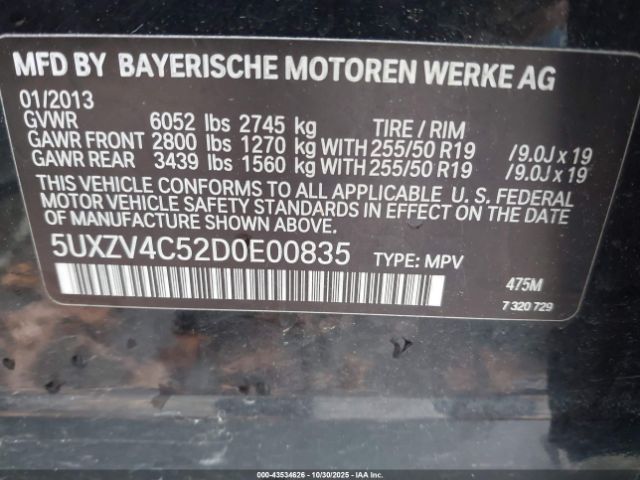 MFD BY BAYERISCHE MOTOREN WERKE AG
01/2013
GVWR 6052 lbs 2745 kg TIRE / RIM
GAWR FRONT 2800 lbs 1270 kg WITH 255/50 R19 /9.0J x 19
GAWR REAR 3439 lbs 1560 kg WITH 255/50 R19 /9.0J x 19
THIS VEHICLE CONFORMS TO ALL APPLICABLE U. S. FEDERAL
MOTOR VEHICLE SAFETY STANDARDS IN EFFECT ON THE DATE
OF MANUFACTURE SHOWN ABOVE.
5UXZV4C52D0E00835 TYPE: MPV 475M
7 320 729
000-43534626 - 10/30/2025 - IAAI, Inc.